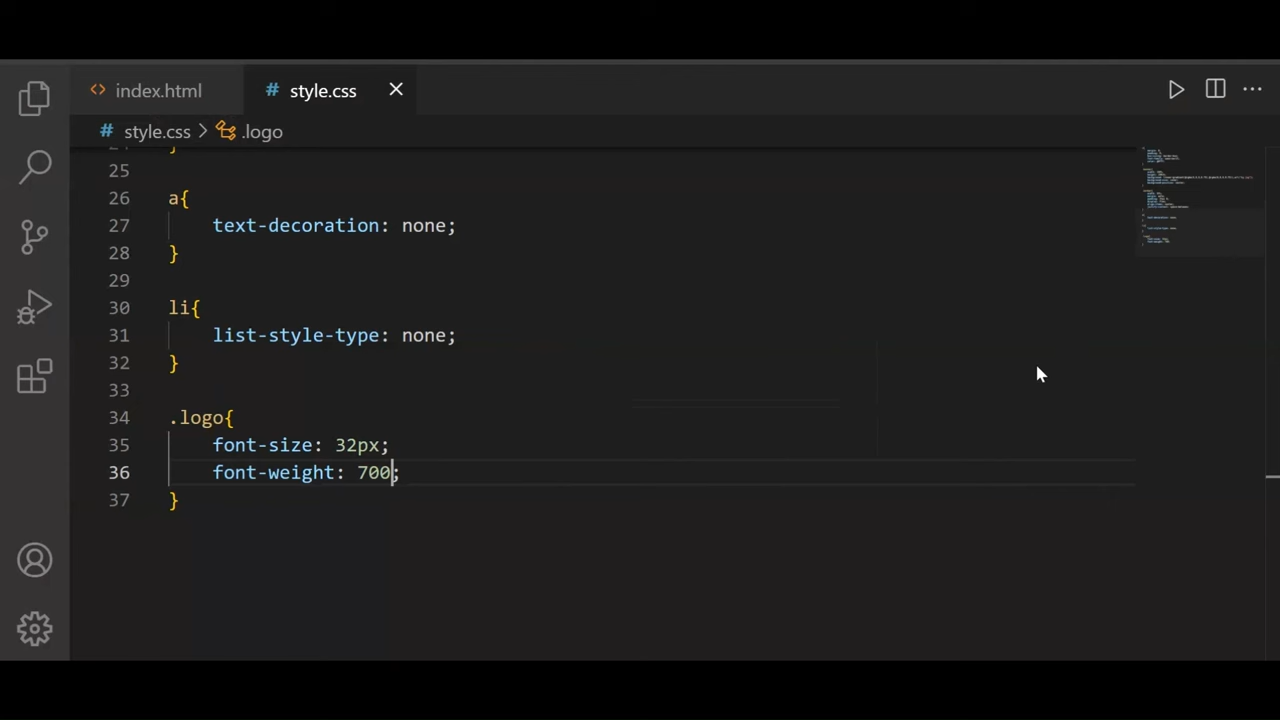 index.html
# style.css
# style.css > .logo
24 }
25
26 a{
27 text-decoration: none;
28 }
29
30 li{
31 list-style-type: none;
32 }
33
34 .logo{
35 font-size: 32px;
36 font-weight: 700;
37 }